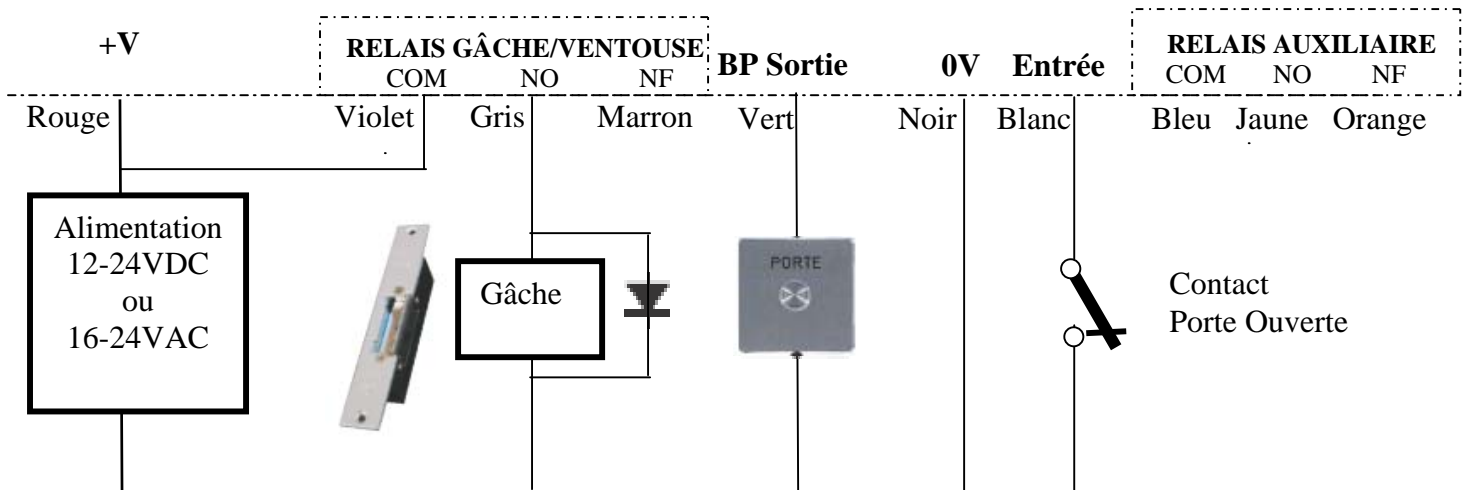 +V
RELAIS GÂCHE/VENTOUSE
COM NO NF
BP Sortie
0V
Entrée
RELAIS AUXILIAIRE
COM NO NF
Rouge
Violet
Gris
Marron
Vert
Noir
Blanc
Bleu Jaune Orange
Alimentation
12-24VDC
ou
16-24VAC
Gâche
PORTE
Contact
Porte Ouverte